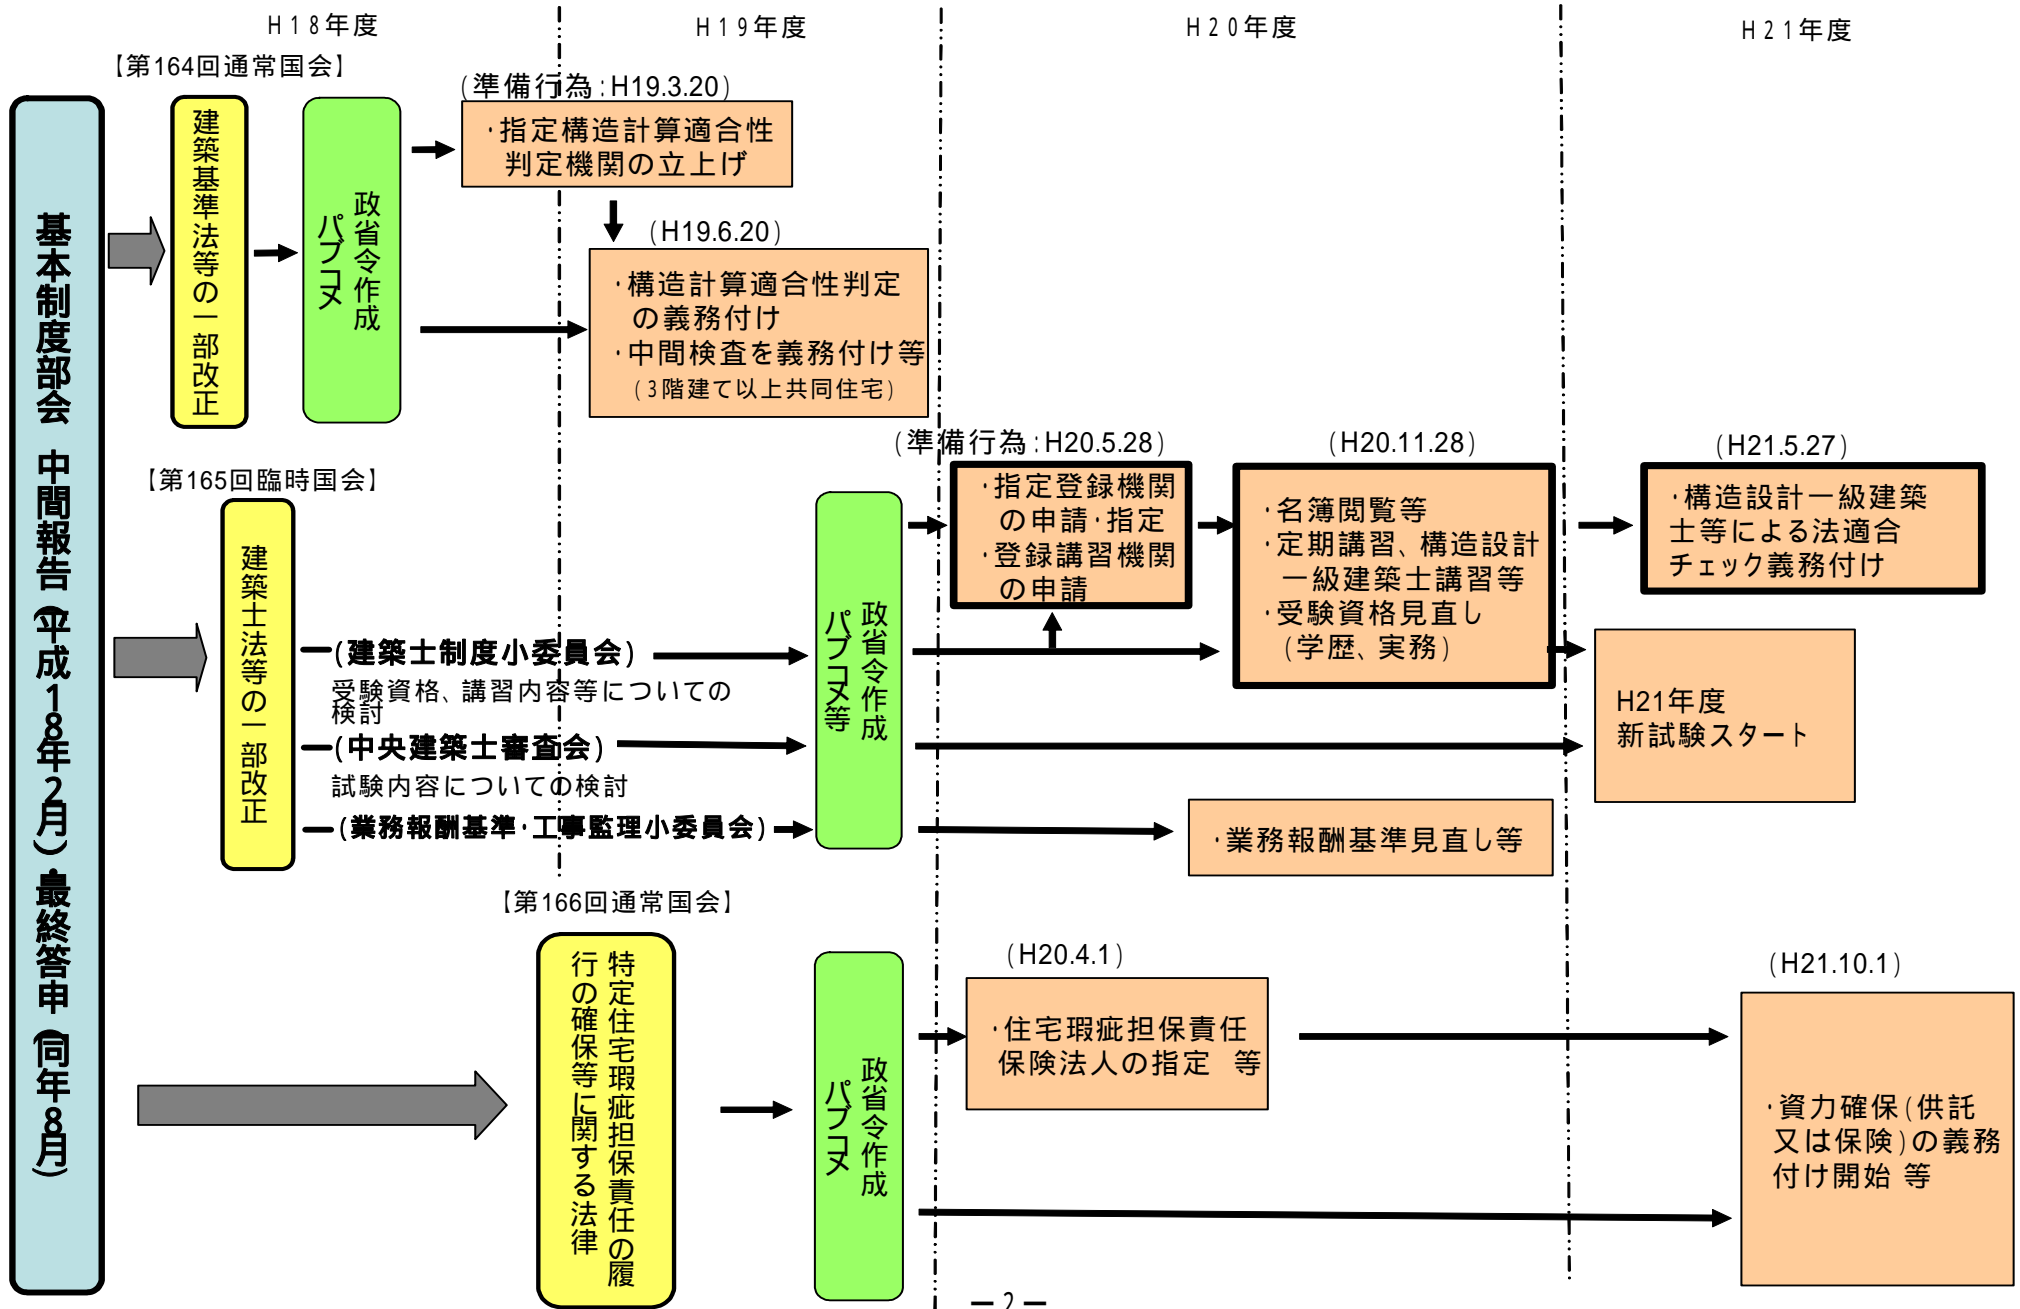 H18年度
H19年度
H20年度
H21年度
【第164回通常国会】
基本制度部会 中間報告(平成18年2月)・最終答申(同年8月)
建築基準法等の一部改正
政省令作成
パブコメ
(準備行為:H19.3.20)
・指定構造計算適合性
判定機関の立上げ
(H19.6.20)
・構造計算適合性判定
の義務付け
・中間検査を義務付け等
(3階建て以上共同住宅)
【第165回臨時国会】
建築士法等の一部改正
(建築士制度小委員会)
受験資格、講習内容等についての
検討
(中央建築士審査会)
試験内容についての検討
(業務報酬基準・工事監理小委員会)
政省令作成
パブコメ等
(準備行為:H20.5.28)
・指定登録機関
の申請・指定
・登録講習機関
の申請
(H20.11.28)
・名簿閲覧等
・定期講習、構造設計
一級建築士講習等
・受験資格見直し
(学歴、実務)
(H21.5.27)
・構造設計一級建築
士等による法適合
チェック義務付け
H21年度
新試験スタート
・業務報酬基準見直し等
【第166回通常国会】
特定住宅瑕疵担保責任の履
行の確保等に関する法律
政省令作成
パブコメ
(H20.4.1)
・住宅瑕疵担保責任
保険法人の指定 等
(H21.10.1)
・資力確保(供託
又は保険)の義務
付け開始 等
－2－